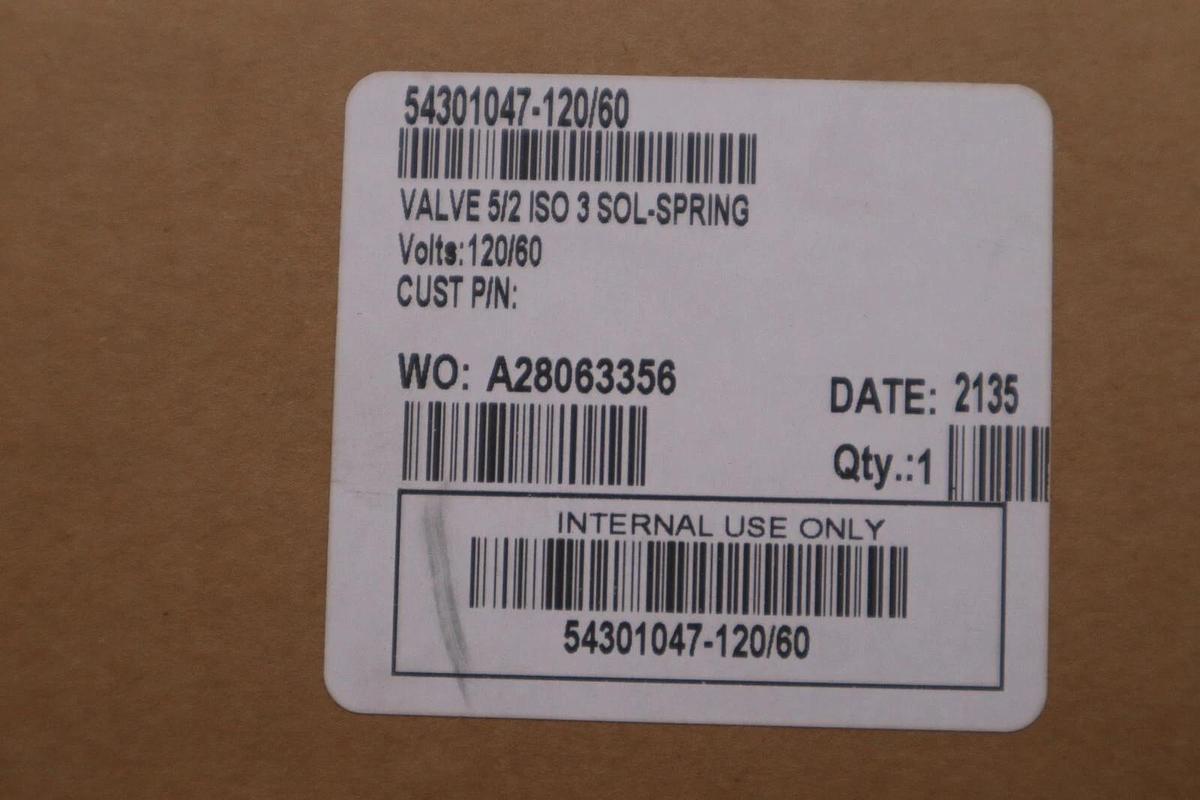 54301047-120/60
VALVE 5/2 ISO 3 SOL-SPRING
Volts:120/60
CUST P/N:
WO: A28063356
DATE: 2135
Qty.:1
INTERNAL USE ONLY
54301047-120/60